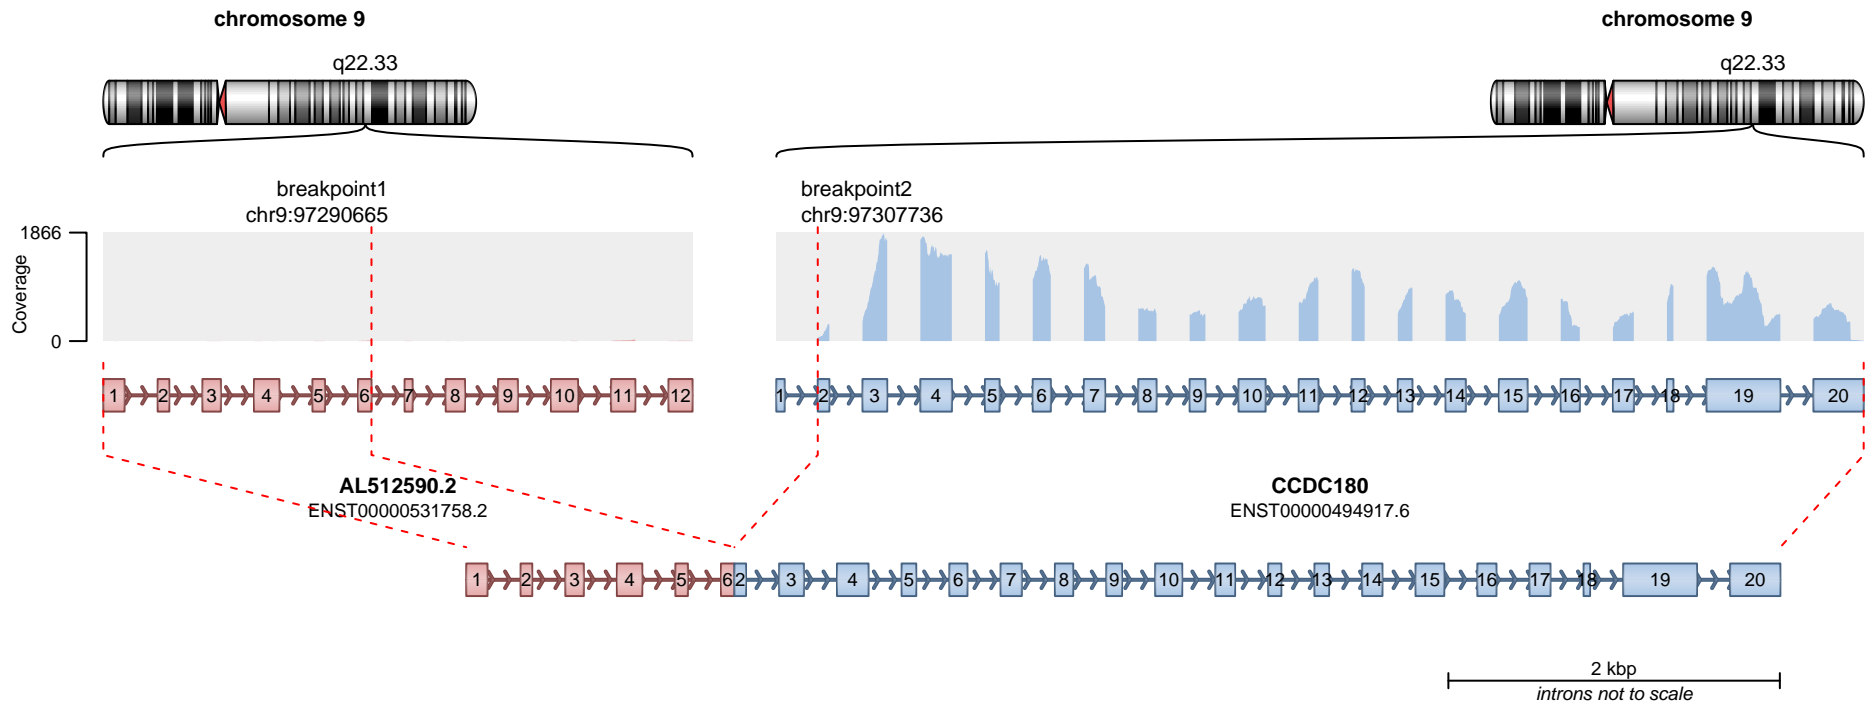 chromosome 9
chromosome 9
q22.33
q22.33
breakpoint1
chr9:97290665
breakpoint2
chr9:97307736
1866
Coverage
0
1 2 3 4 5 6 7 8 9 10 11 12
1 2 3 4 5 6 7 8 9 10 11 12 13 14 15 16 17 18 19 20
AL512590.2
ENST00000531758.2
CCDC180
ENST00000494917.6
1 2 3 4 5 6 2 3 4 5 6 7 8 9 10 11 12 13 14 15 16 17 18 19 20
2 kbp
introns not to scale